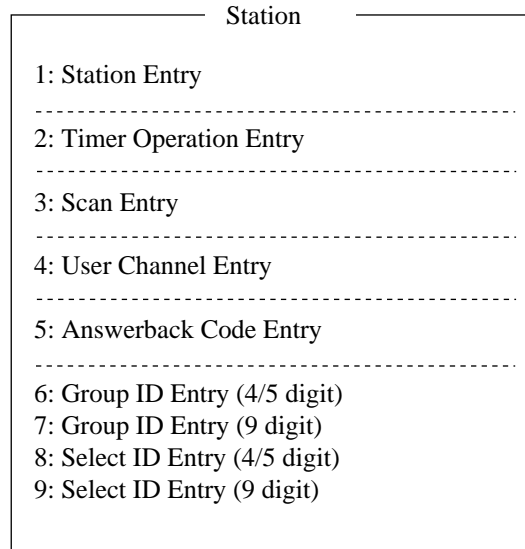 Station
1: Station Entry
2: Timer Operation Entry
3: Scan Entry
4: User Channel Entry
5: Answerback Code Entry
6: Group ID Entry (4/5 digit)
7: Group ID Entry (9 digit)
8: Select ID Entry (4/5 digit)
9: Select ID Entry (9 digit)